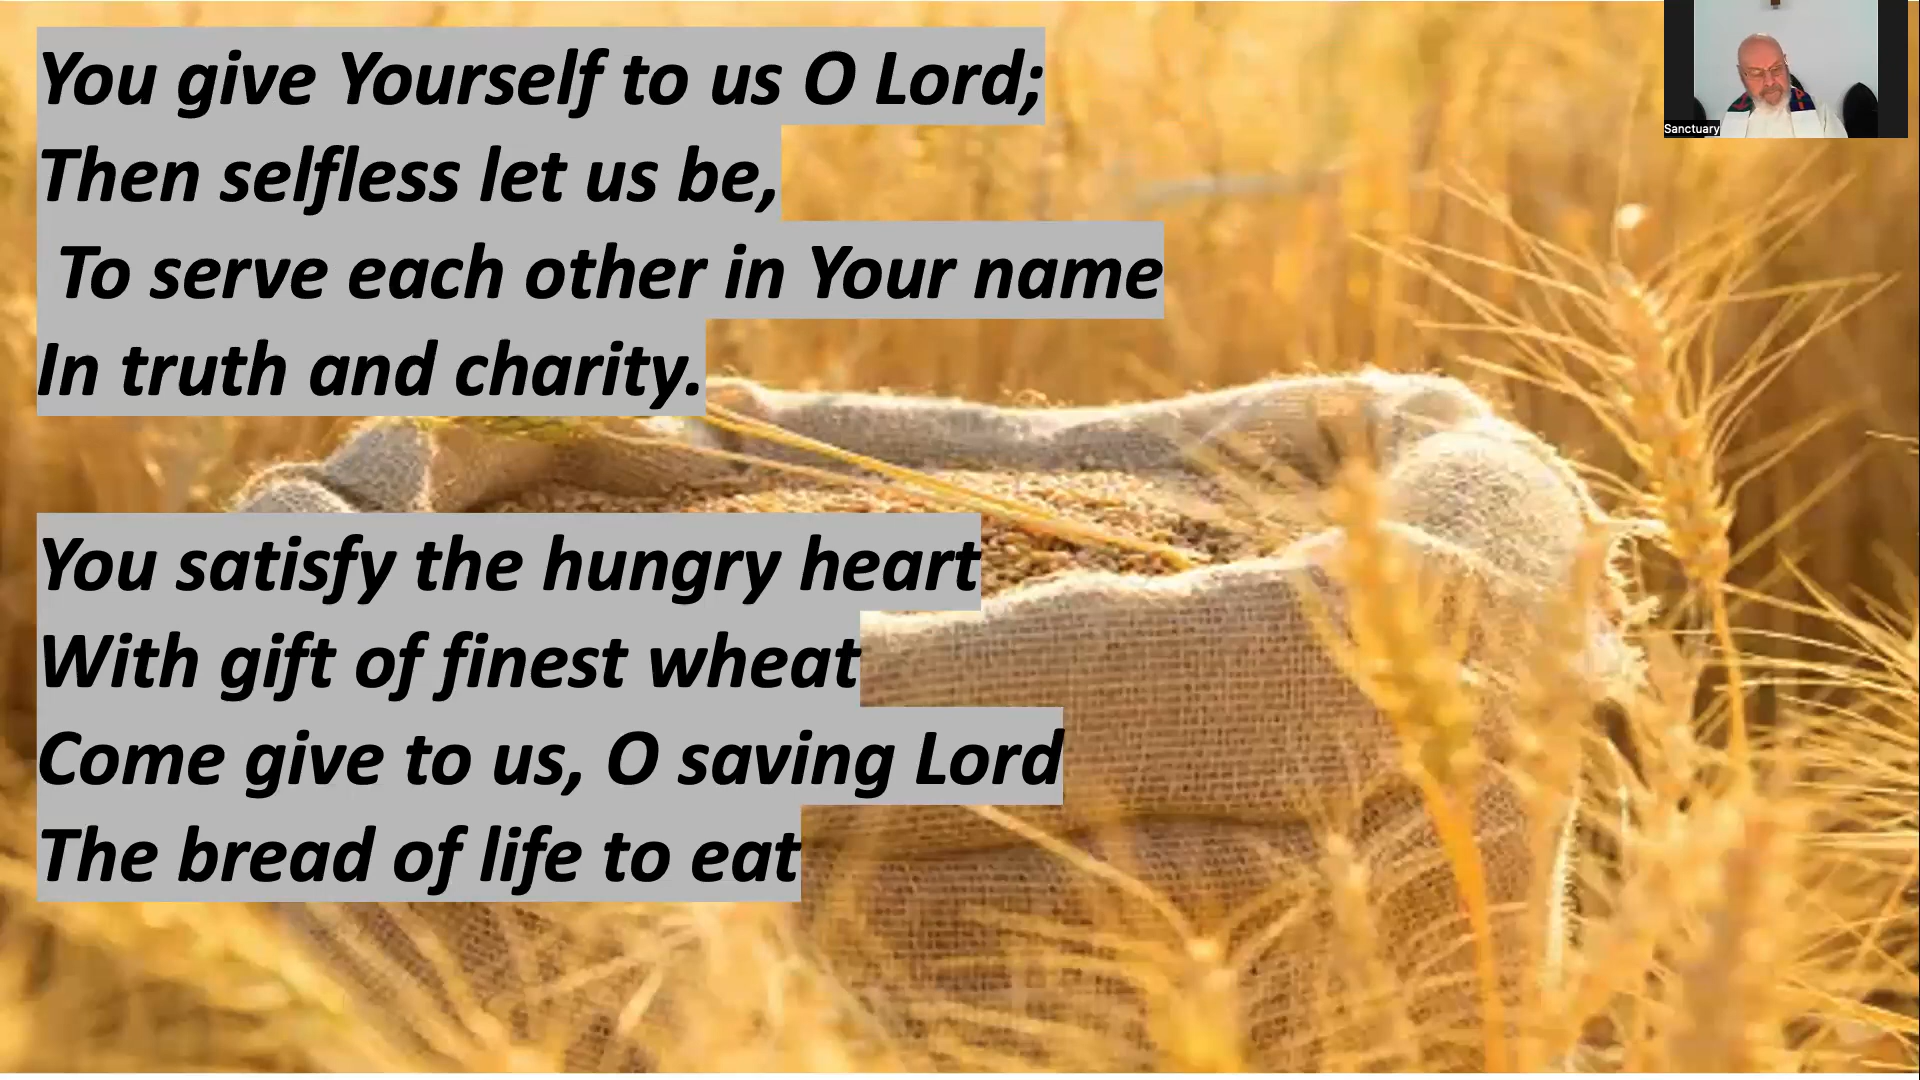 You give Yourself to us O Lord;
Then selfless let us be,
To serve each other in Your name
In truth and charity.
You satisfy the hungry heart
With gift of finest wheat
Come give to us, O saving Lord
The bread of life to eat
Sanctuary